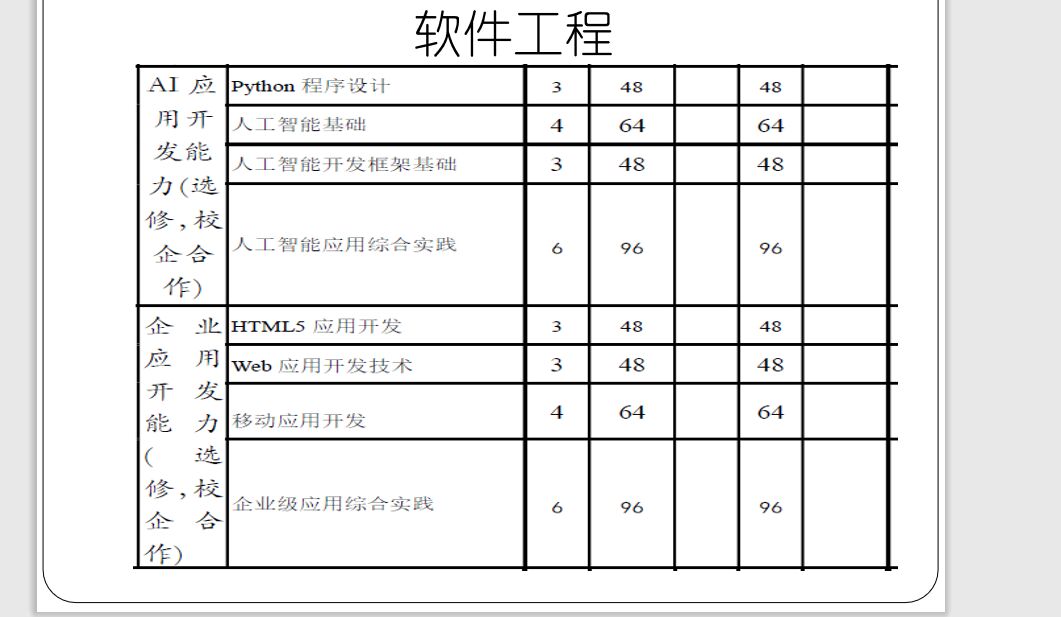 软件工程
AI 应
用开
发能
力(选
修,校
企合
作)
Python 程序设计 3 48 48
人工智能基础 4 64 64
人工智能开发框架基础 3 48 48
人工智能应用综合实践 6 96 96
企 业
应 用
开 发
能 力
( 选
修,校
企 合
作)
HTML5 应用开发 3 48 48
Web 应用开发技术 3 48 48
移动应用开发 4 64 64
企业级应用综合实践 6 96 96